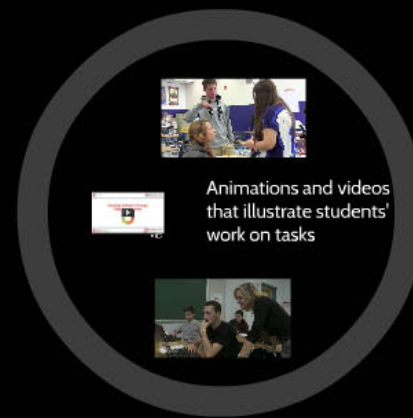 Animations and videos
that illustrate students'
work on tasks